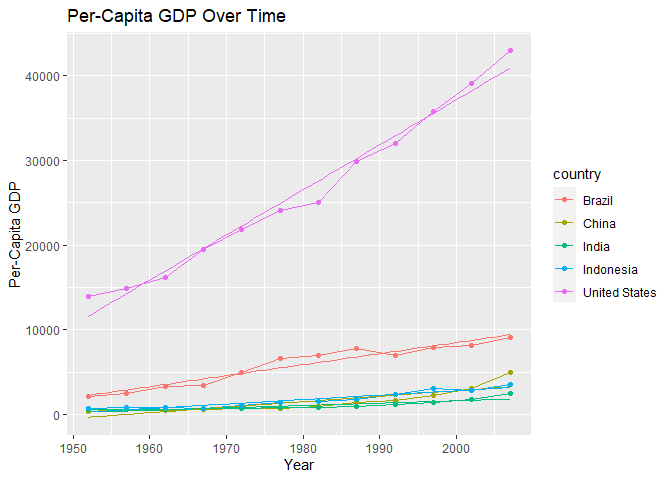 Per-Capita GDP Over Time
Per-Capita GDP
40000
30000
20000
10000
0
1950
1960
1970
1980
1990
2000
Year
country
Brazil
China
India
Indonesia
United States